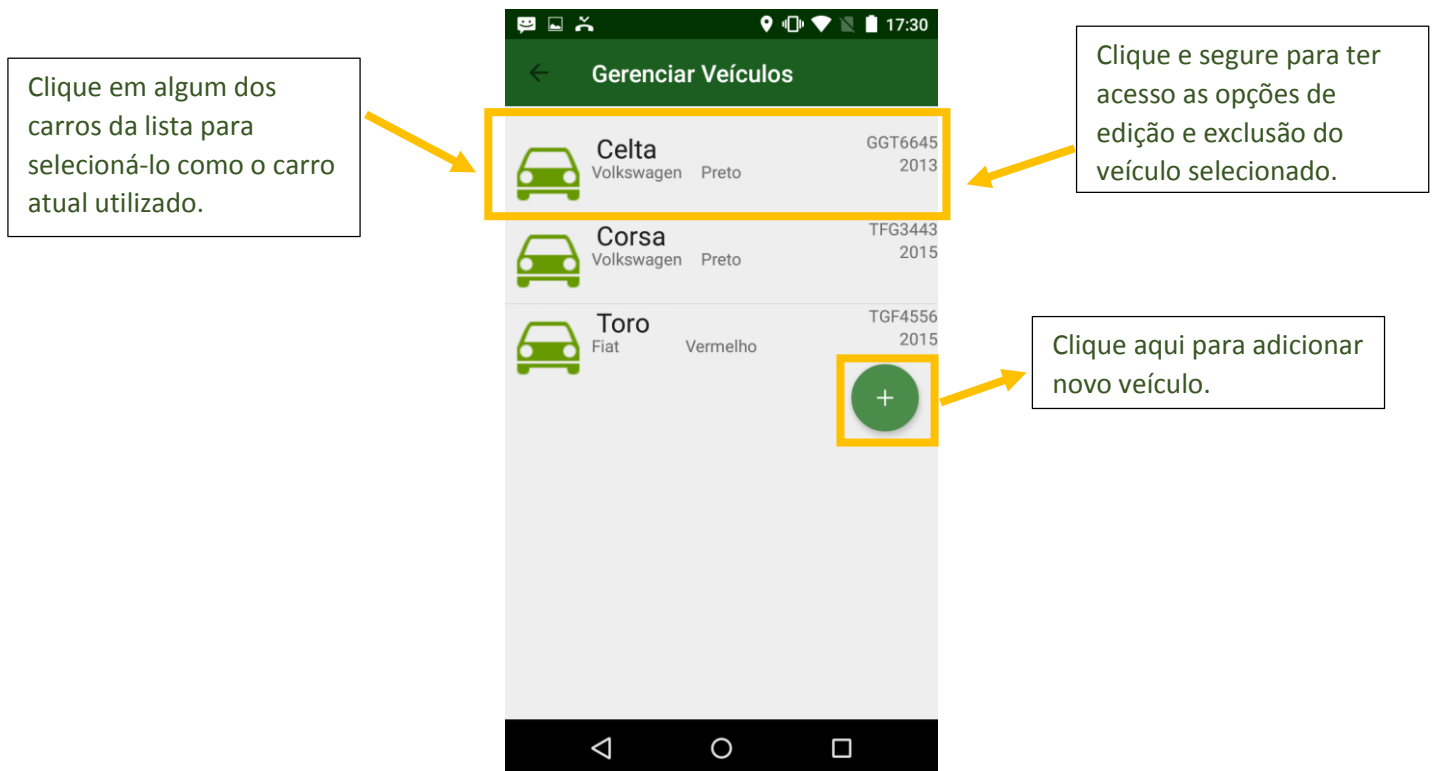 17:30
Gerenciar Veículos
Clique em algum dos
carros da lista para
selecioná-lo como o carro
atual utilizado.
Clique e segure para ter
acesso as opções de
edição e exclusão do
veículo selecionado.
Celta
GGT6645
Volkswagen Preto
2013
Corsa
TFG3443
Volkswagen Preto
2015
Toro
TGF4556
Fiat Vermelho
2015
Clique aqui para adicionar
novo veículo.
+